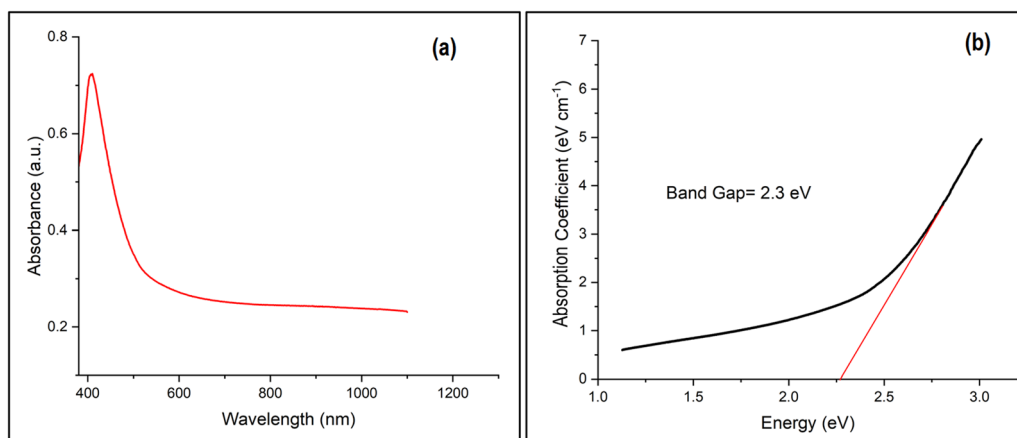 (a)
0.8
0.6
0.4
0.2
Absorbance (a.u.)
400 600 800 1000 1200
Wavelength (nm)
(b)
7
6
5
4
3
2
1
0
Absorption Coefficient (eV cm⁻¹)
Band Gap= 2.3 eV
1.0 1.5 2.0 2.5 3.0
Energy (eV)